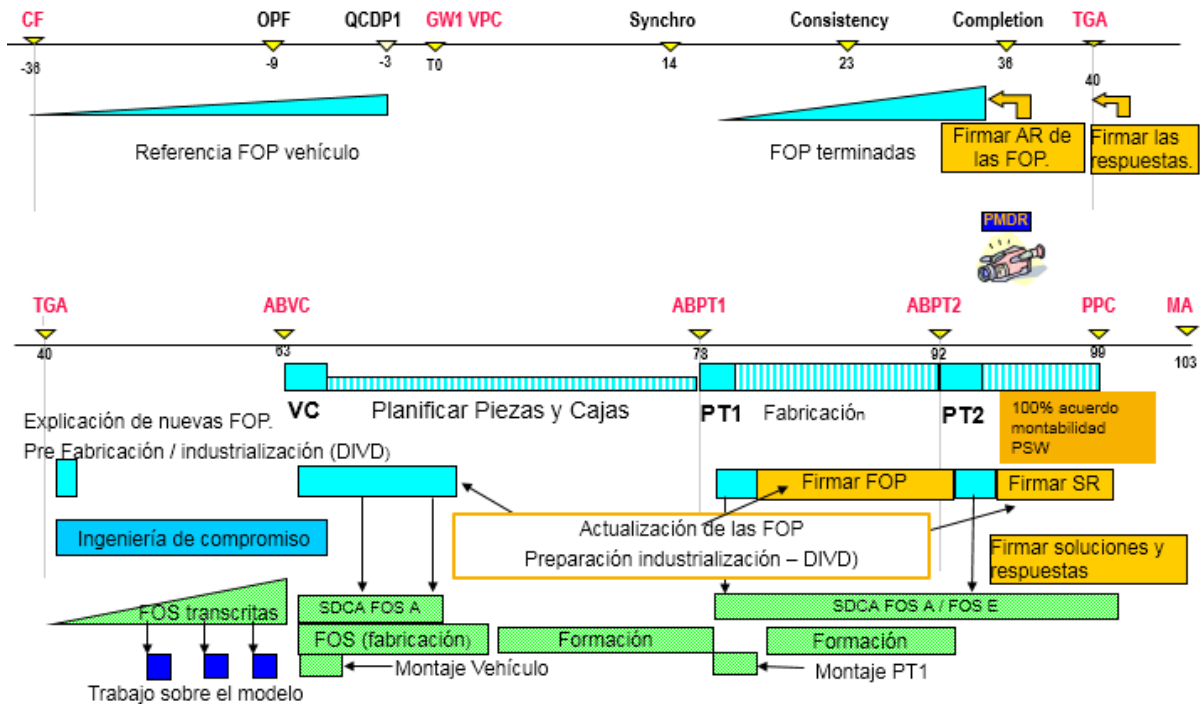 CF
OPF
QCDP1
GW1 VPC
Synchro
Consistency
Completion
TGA
-38
-9
-3
T0
14
23
38
40
Referencia FOP vehículo
FOP terminadas
Firmar AR de
las FOP.
Firmar las
respuestas.
PMDR
TGA
ABVC
ABPT1
ABPT2
PPC
MA
40
63
78
92
99
103
VC
Planificar Piezas y Cajas
PT1
Fabricación
PT2
100% acuerdo
montabilidad
PSW
Explicación de nuevas FOP.
Pre Fabricación / industrialización (DIVD)
Firmar FOP
Firmar SR
Ingeniería de compromiso
Actualización de las FOP
Preparación industrialización – DIVD)
Firmar soluciones y
respuestas
FOS transcritas
SDCA FOS A
SDCA FOS A / FOS E
FOS (fabricación)
Formación
Formación
Montaje Vehículo
Montaje PT1
Trabajo sobre el modelo